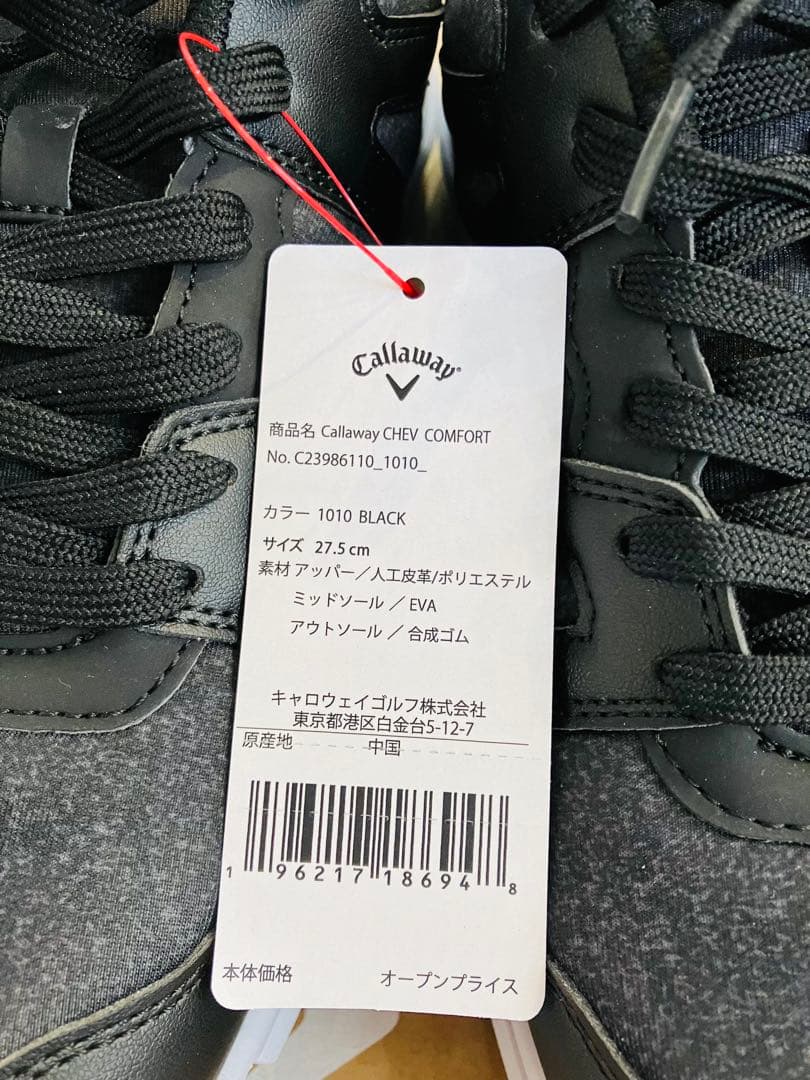 Callaway
商品名 Callaway CHEV COMFORT
No. C23986110_1010_
カラー 1010 BLACK
サイズ 27.5 cm
素材 アッパー／人工皮革/ポリエステル
ミッドソール ／ EVA
アウトソール ／ 合成ゴム
キャロウェイゴルフ株式会社
東京都港区白金台5-12-7
原産地 中国
1 96217 18694 8
本体価格 オープンプライス